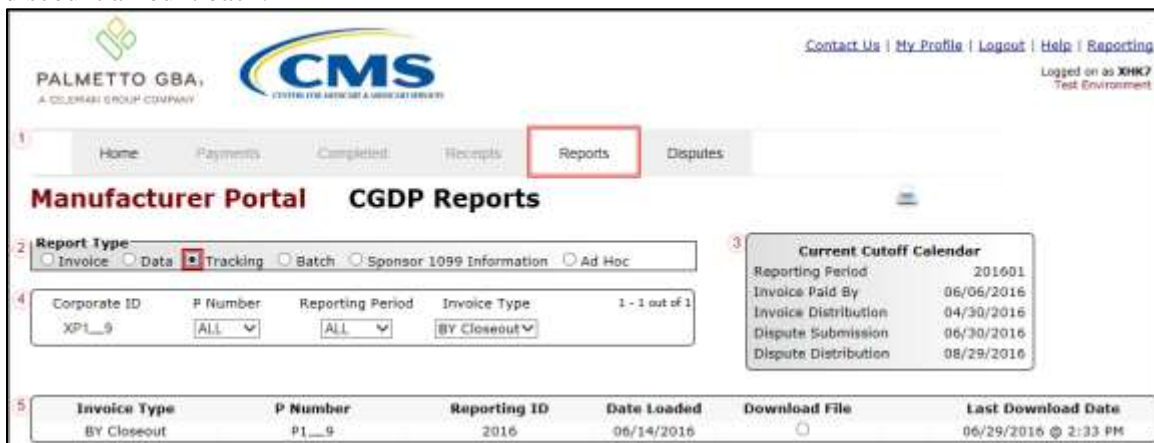 PALMETTO GBA
A CELERIAN GROUP COMPANY
CMS
CENTERS FOR MEDICARE & MEDICAID SERVICES
Contact Us | My Profile | Logout | Help | Reporting
Logged on as XHK7
Test Environment
1
Home Payments Completed Receipts Reports Disputes
Manufacturer Portal CGDP Reports
2 Report Type
Invoice Data Tracking Batch Sponsor 1099 Information Ad Hoc
3 Current Cutoff Calendar
Reporting Period 201601
Invoice Paid By 06/06/2016
Invoice Distribution 04/30/2016
Dispute Submission 06/30/2016
Dispute Distribution 08/29/2016
4 Corporate ID P Number Reporting Period Invoice Type 1 - 1 out of 1
XP1__9 ALL ALL BY Closeout
5 Invoice Type P Number Reporting ID Date Loaded Download File Last Download Date
BY Closeout P1__9 2016 06/14/2016 06/29/2016 @ 2:33 PM